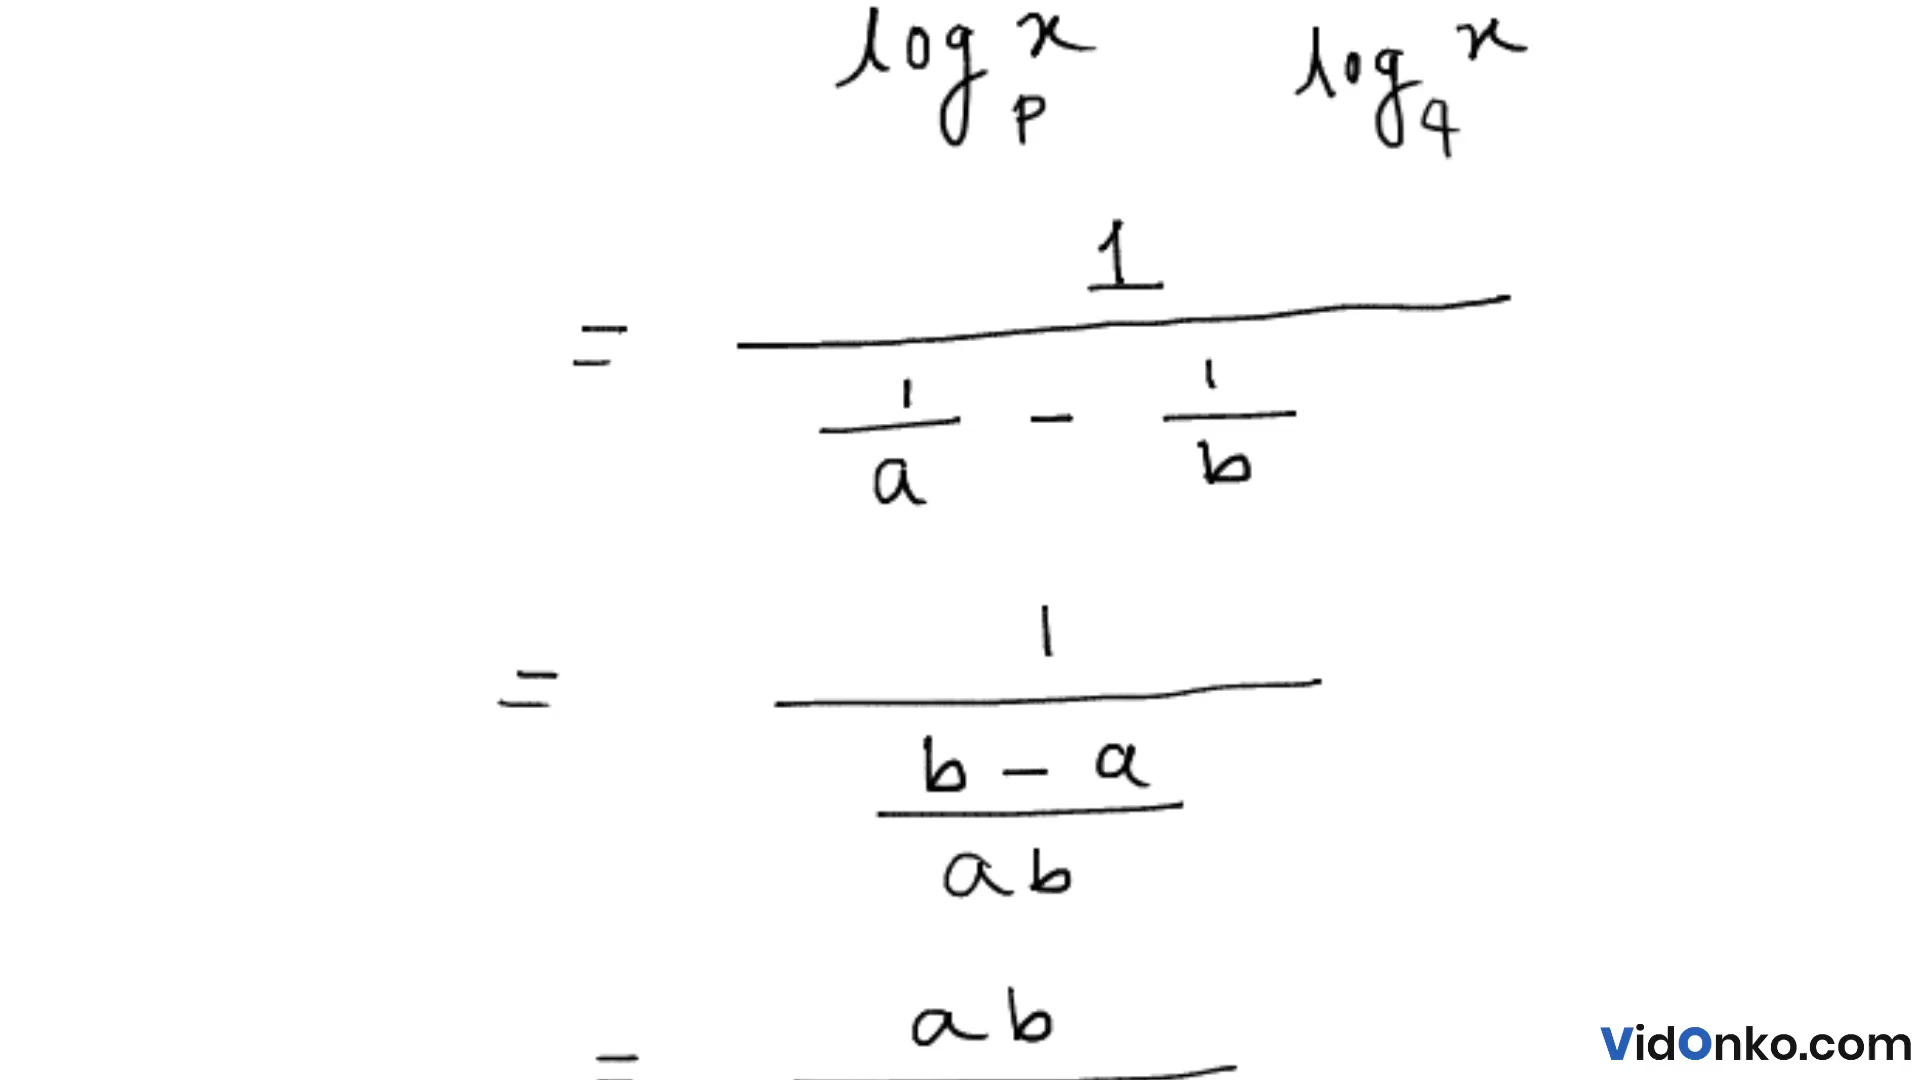 log_p x log_q x
1
=
1 - 1
a b
1
=
b - a
ab
ab
=
VidOnko.com